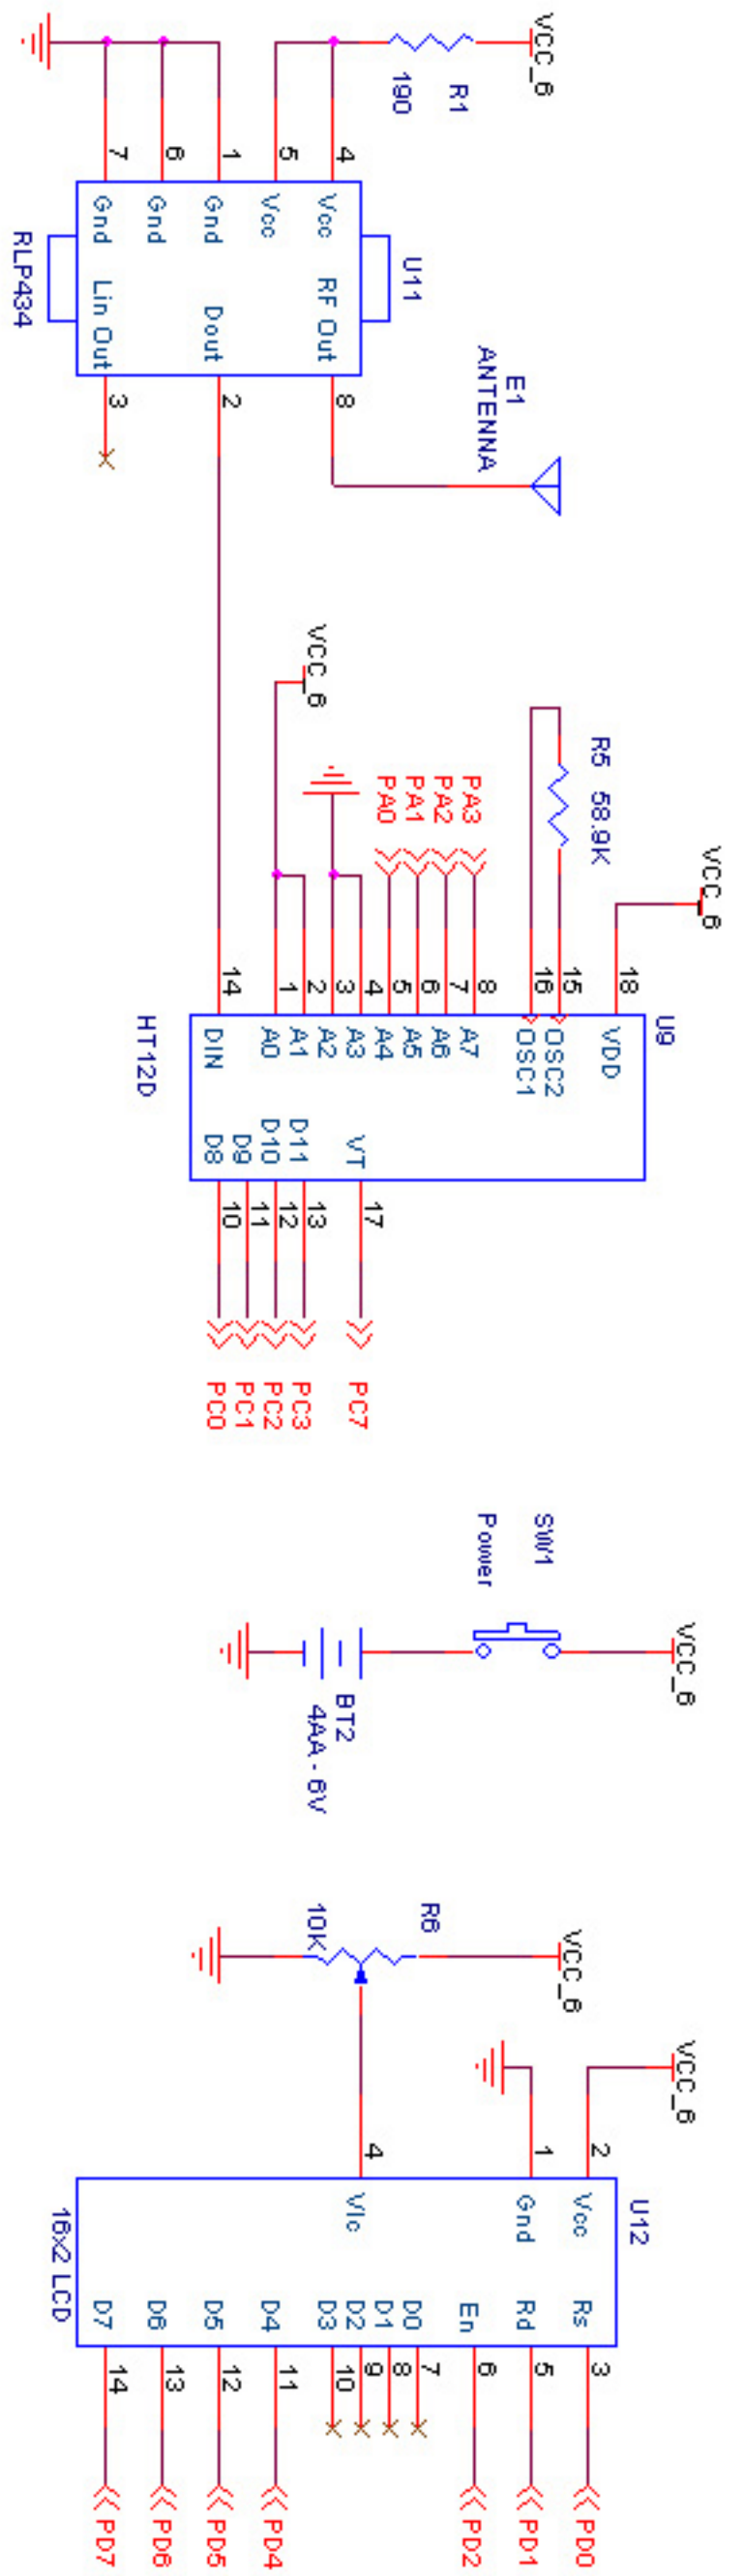 VCC_6
R1
190
4
5
1
6
7
Vcc
Vcc
Gnd
Gnd
Gnd
U11
RLP434
RF Out
Dout
Lin Out
8
2
3
E1
ANTENNA
VCC_6
R5 58.9K
VCC_6
PA3
PA2
PA1
PA0
18
15
16
8
7
6
5
4
3
2
1
14
U9
VDD
OSC2
OSC1
A7
A6
A5
A4
A3
A2
A1
A0
DIN
HT12D
VT
D11
D10
D9
D8
17
13
12
11
10
PC7
PC3
PC2
PC1
PC0
SW1
Power
VCC_6
BT2
4AA - 6V
R6
10K
VCC_6
VCC_6
2
1
4
U12
Vcc
Gnd
Vlc
16x2 LCD
Rs
Rd
En
D0
D1
D2
D3
D4
D5
D6
D7
3
5
6
7
8
9
10
11
12
13
14
PD0
PD1
PD2
PD4
PD5
PD6
PD7